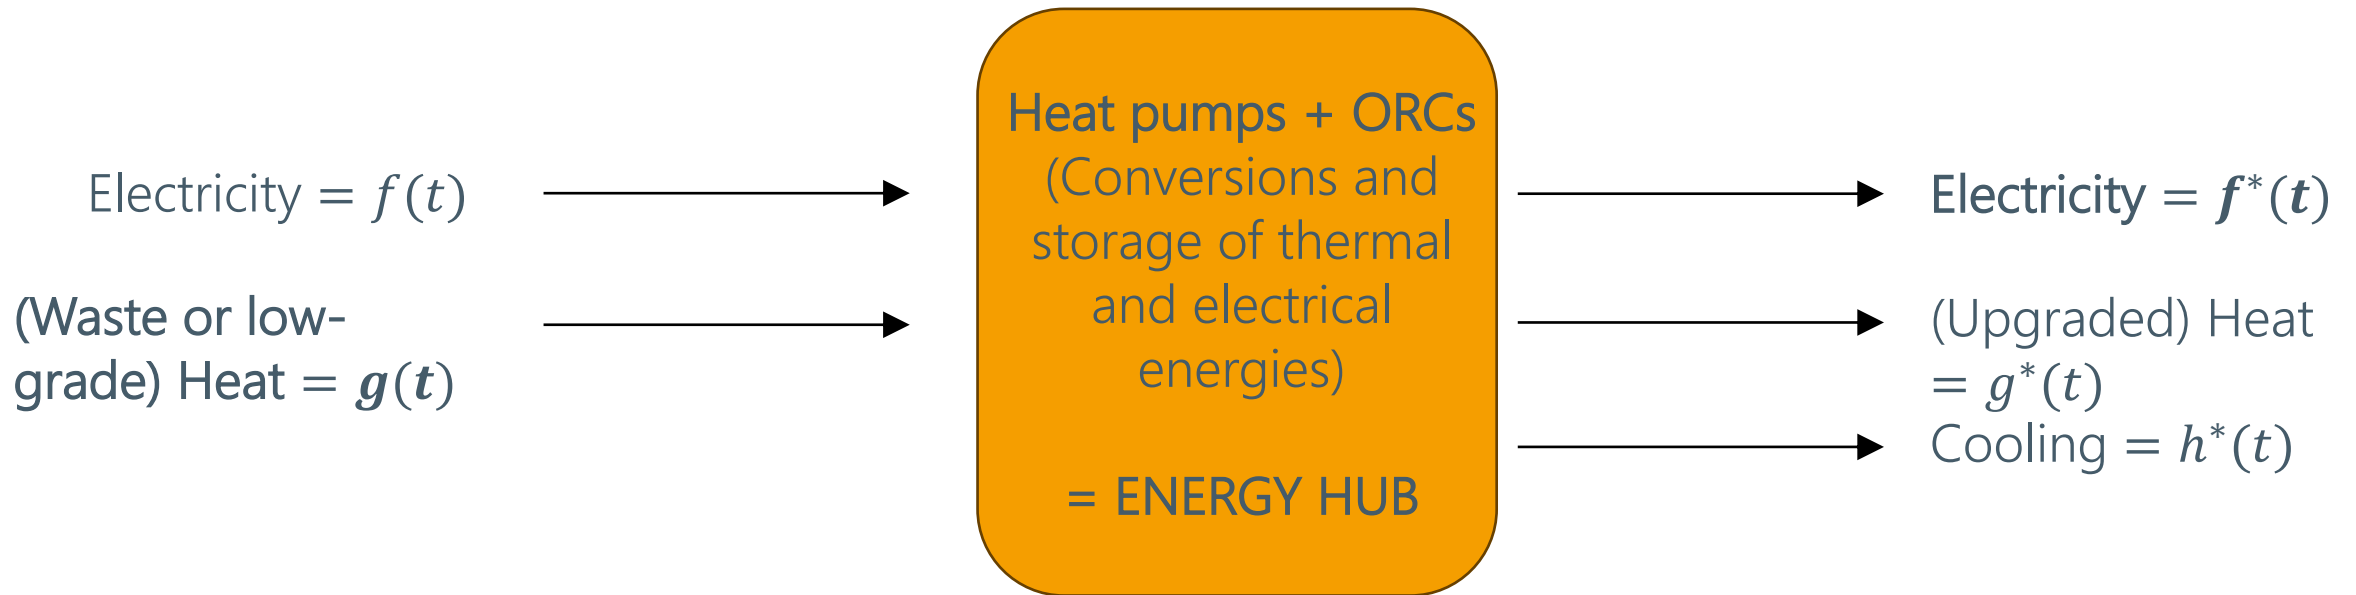 Electricity = f(t)
(Waste or low-
grade) Heat = g(t)
Heat pumps + ORCs
(Conversions and
storage of thermal
and electrical
energies)
= ENERGY HUB
Electricity = f*(t)
(Upgraded) Heat
= g*(t)
Cooling = h*(t)